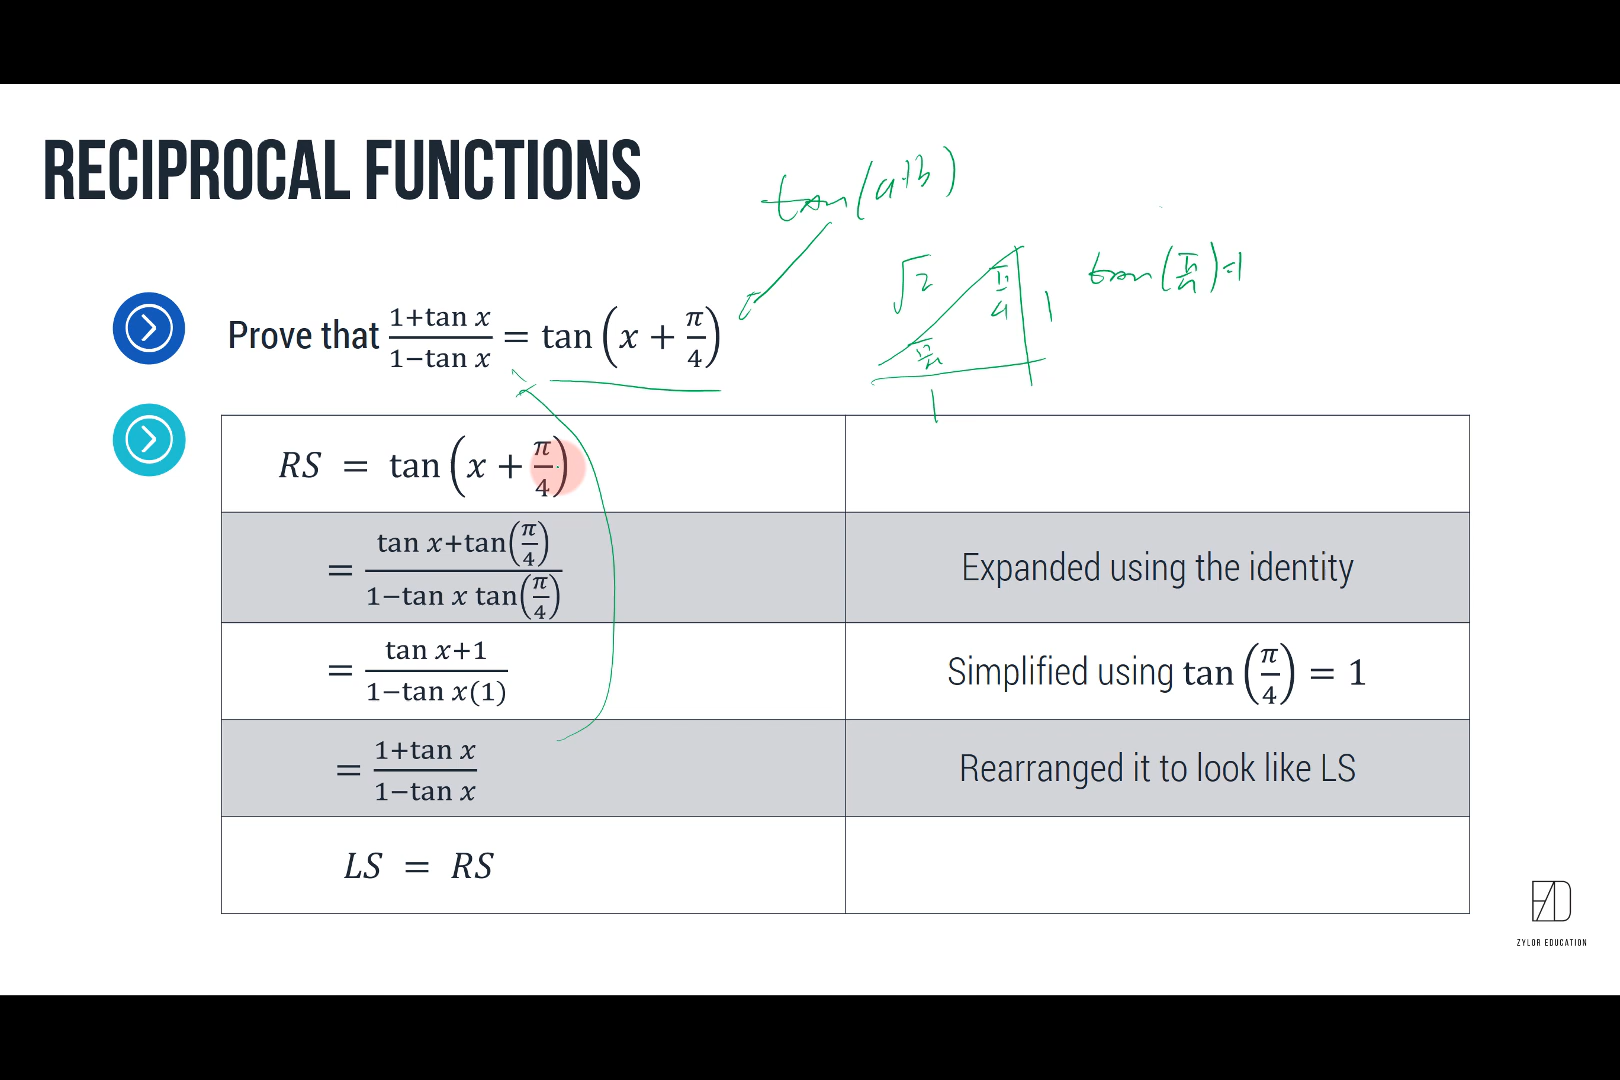 RECIPROCAL FUNCTIONS
tan(a+b)
√2
π/4
1
tan(π/4)=1
π/4
1
Prove that (1+tan x)/(1−tan x) = tan(x + π/4)
RS = tan(x + π/4)
= (tan x+tan(π/4))/(1−tan x tan(π/4))
Expanded using the identity
= (tan x+1)/(1−tan x(1))
Simplified using tan(π/4) = 1
= (1+tan x)/(1−tan x)
Rearranged it to look like LS
LS = RS
ZYLOR EDUCATION